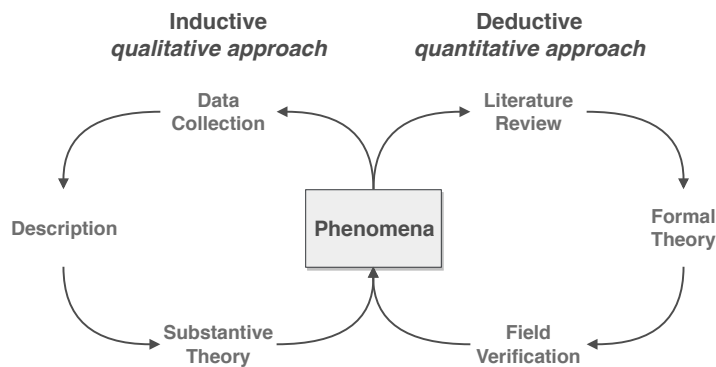 Inductive
qualitative approach
Deductive
quantitative approach
Data
Collection
Literature
Review
Description
Phenomena
Formal
Theory
Substantive
Theory
Field
Verification